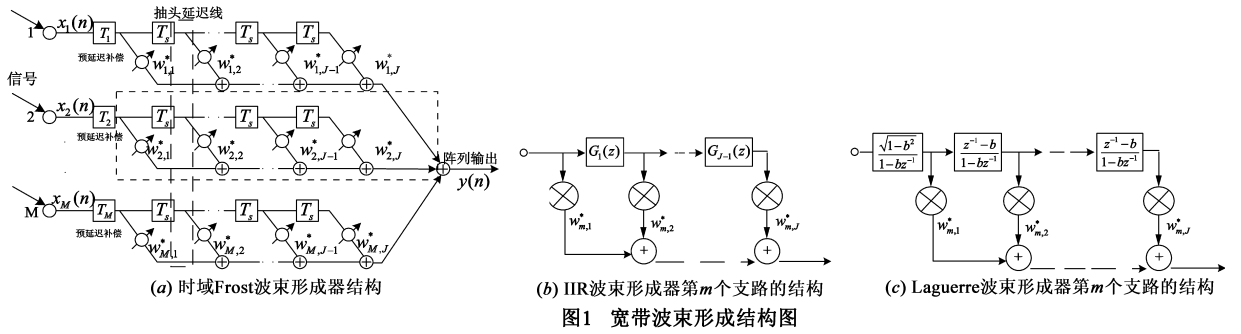 抽头延迟线
1 x₁(n) T₁ Tₛ Tₛ Tₛ
预延迟补偿 w*₁,₁ w*₁,₂ w*₁,J−1 w*₁,J
信号
2 x₂(n) T₂ Tₛ Tₛ Tₛ
预延迟补偿 w*₂,₁ w*₂,₂ w*₂,J−1 w*₂,J
阵列输出
y(n)
M x_M(n) T_M Tₛ Tₛ Tₛ
预延迟补偿 w*_M,1 w*_M,2 w*_M,J−1 w*_M,J
(a) 时域Frost波束形成器结构
G₁(z) G_J−1(z)
w*_m,1 w*_m,2 w*_m,J
+ +
(b) IIR波束形成器第m个支路的结构
√(1−b²)/(1−bz⁻¹) (z⁻¹−b)/(1−bz⁻¹) (z⁻¹−b)/(1−bz⁻¹)
w*_m,1 w*_m,2 w*_m,J
+ +
(c) Laguerre波束形成器第m个支路的结构
图1 宽带波束形成结构图